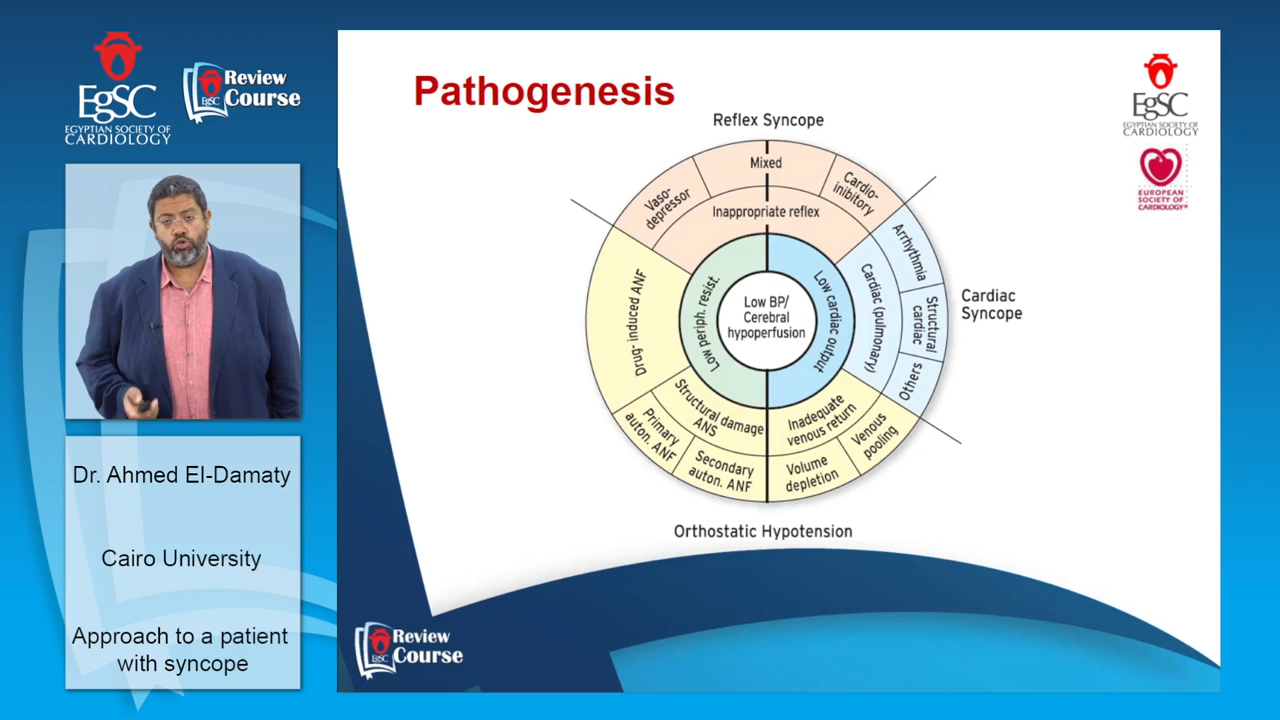 EgSC
EGYPTIAN SOCIETY OF
CARDIOLOGY
Review
Course
EgSC
Dr. Ahmed El-Damaty
Cairo University
Approach to a patient
with syncope
Pathogenesis
Reflex Syncope
Mixed
Vaso-
depressor
Cardio-
inibitory
Inappropriate reflex
Arrhythmia
Structural
cardiac
Others
Cardiac (pulmonary)
Cardiac
Syncope
Drug- induced ANF
Low periph. resist.
Low BP/
Cerebral
hypoperfusion
Low cardiac output
Structural damage
ANS
Primary
auton. ANF
Secondary
auton. ANF
Inadequate
venous return
Volume
depletion
Venous
pooling
Orthostatic Hypotension
EgSC
EGYPTIAN SOCIETY OF
CARDIOLOGY
EUROPEAN
SOCIETY OF
CARDIOLOGY®
Review
Course
EgSC